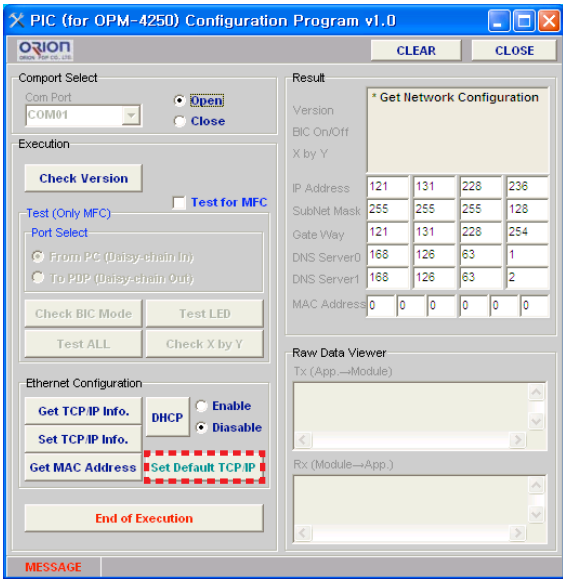 PIC (for OPM-4250) Configuration Program v1.0
ORION
ORION PDP CO., LTD.
CLEAR
CLOSE
Comport Select
Com Port
COM01
Open
Close
Execution
Check Version
Test for MFC
Test (Only MFC)
Port Select
From PC (Daisy-chain In)
To PDP (Daisy-chain Out)
Check BIC Mode
Test LED
Test ALL
Check X by Y
Ethernet Configuration
Get TCP/IP Info.
DHCP
Enable
Diasable
Set TCP/IP Info.
Get MAC Address
Set Default TCP/IP
End of Execution
Result
* Get Network Configuration
Version
BIC On/Off
X by Y
IP Address 121 131 228 236
SubNet Mask 255 255 255 128
Gate Way 121 131 228 254
DNS Server0 168 126 63 1
DNS Server1 168 126 63 2
MAC Address 0 0 0 0 0 0
Raw Data Viewer
Tx (App.→Module)
Rx (Module→App.)
MESSAGE